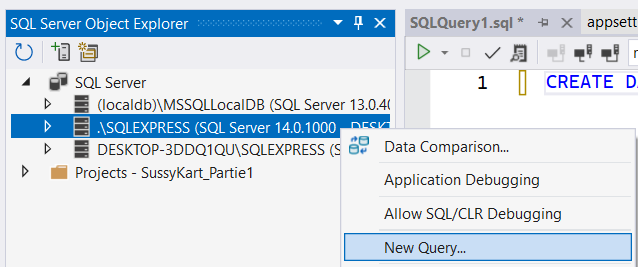 SQL Server Object Explorer
SQLQuery1.sql *
appsett
SQL Server
(localdb)\MSSQLLocalDB (SQL Server 13.0.40
.\SQLEXPRESS (SQL Server 14.0.1000
DESKTOP-3DDQ1QU\SQLEXPRESS (S
Projects - SussyKart_Partie1
1 CREATE D
Data Comparison...
Application Debugging
Allow SQL/CLR Debugging
New Query...